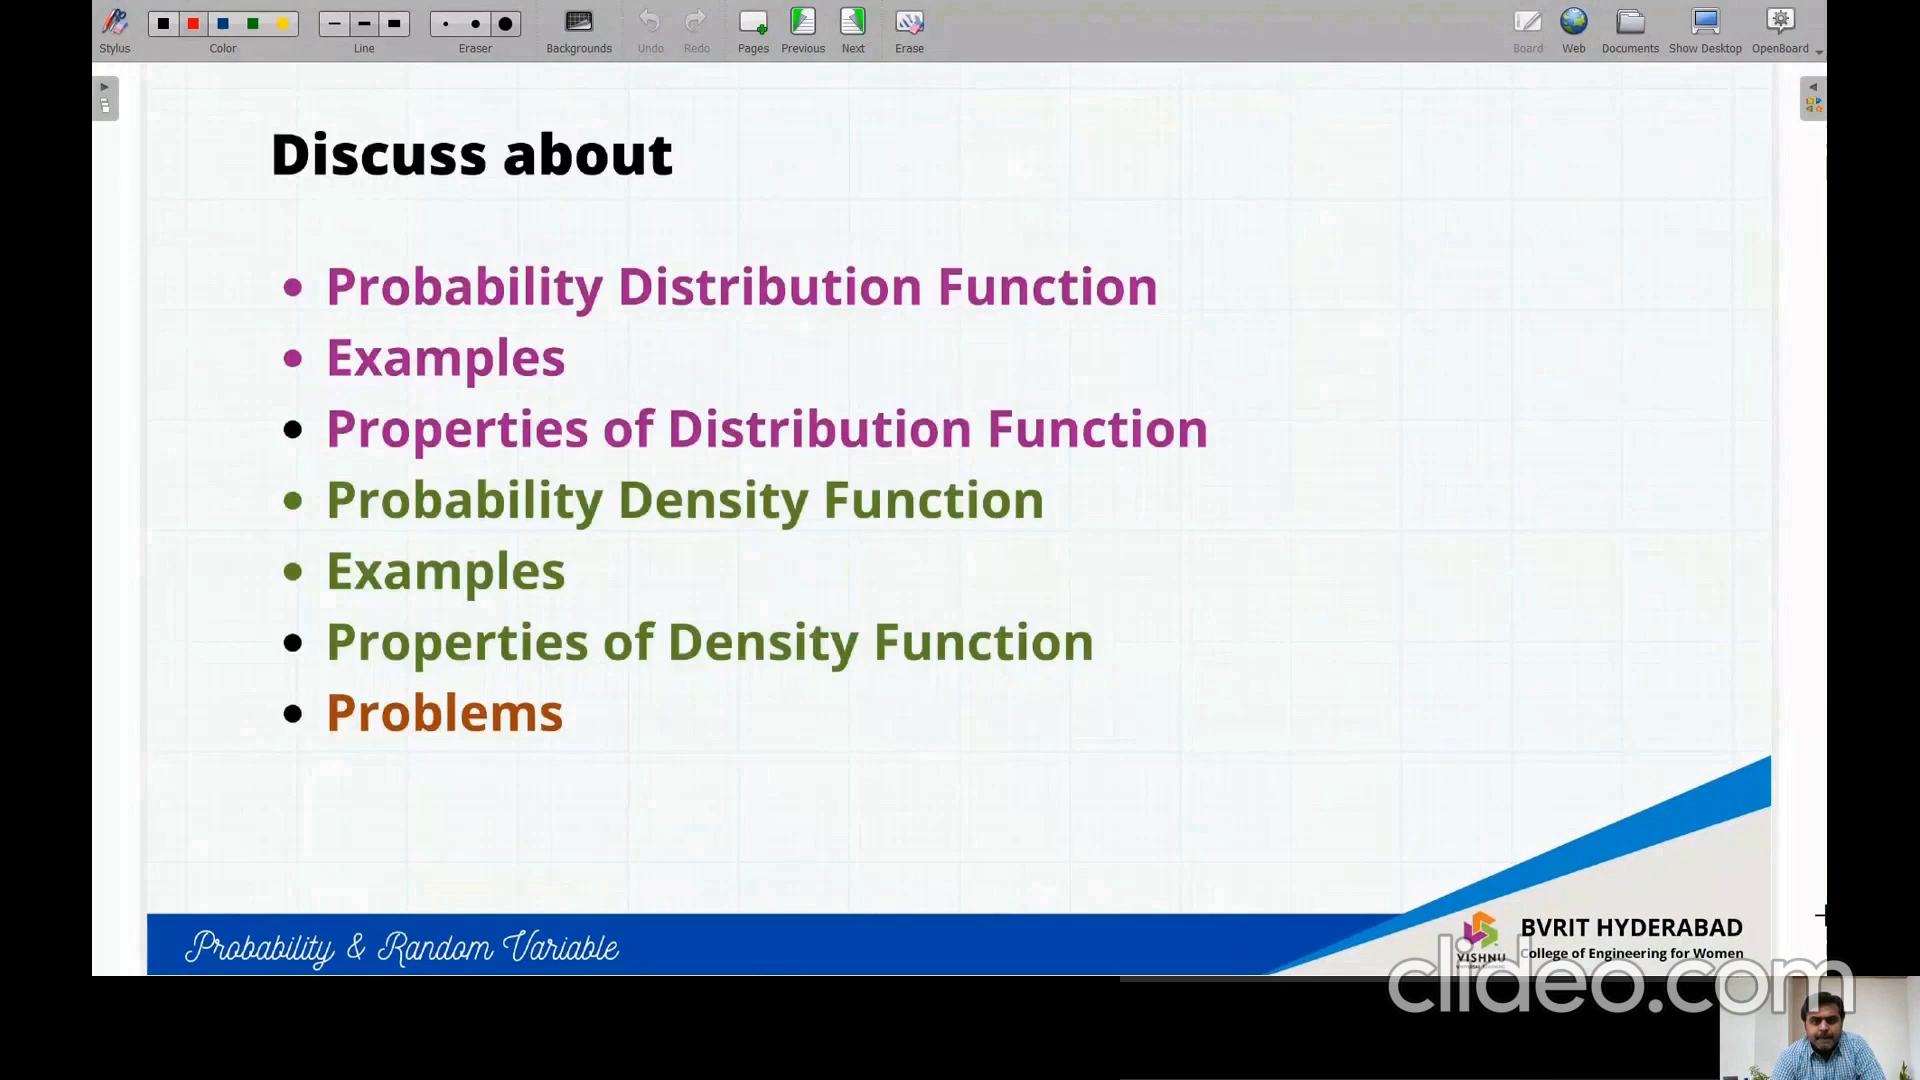 Stylus
Color
Line
Eraser
Backgrounds
Undo
Redo
Pages
Previous
Next
Erase
Board
Web
Documents
Show Desktop
OpenBoard
Discuss about
• Probability Distribution Function
• Examples
• Properties of Distribution Function
• Probability Density Function
• Examples
• Properties of Density Function
• Problems
Probability & Random Variable
VISHNU
BVRIT HYDERABAD
College of Engineering for Women
clideo.com